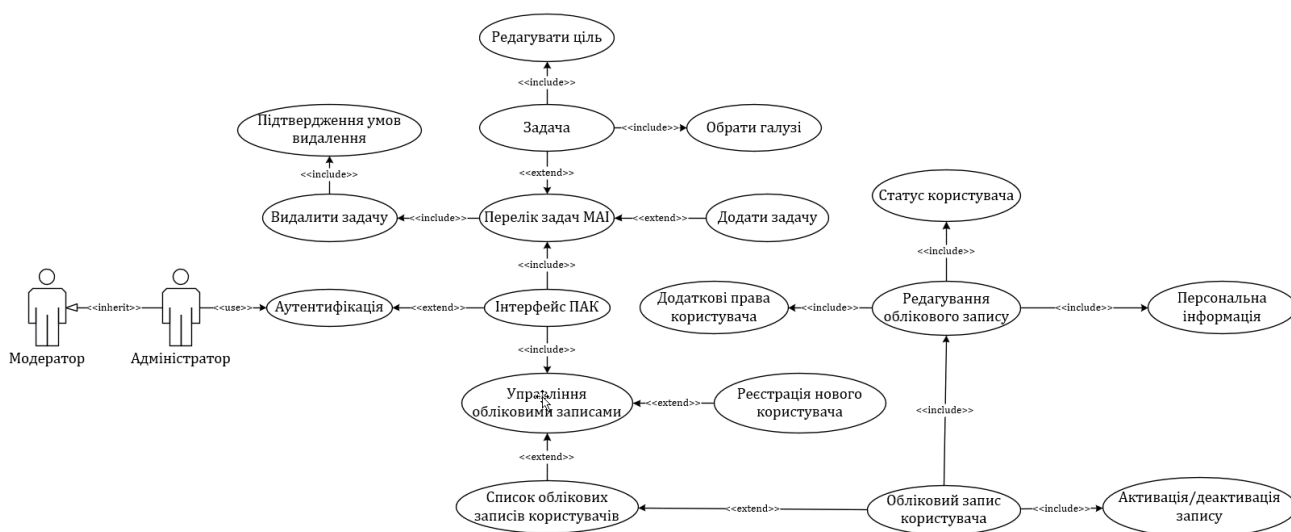 Редагувати ціль
<<include>>
Підтвердження умов
видалення
Задача
<<include>>
Обрати галузі
<<include>>
<<extend>>
Статус користувача
Видалити задачу
<<include>>
Перелік задач МАІ
<<extend>>
Додати задачу
<<include>>
<<include>>
Модератор
<<inherit>>
Адміністратор
<<use>>
Аутентифікація
<<extend>>
Інтерфейс ПАК
Додаткові права
користувача
<<include>>
Редагування
облікового запису
<<include>>
Персональна
інформація
<<include>>
Управління
обліковими записами
<<extend>>
Реєстрація нового
користувача
<<include>>
<<extend>>
Список облікових
записів користувачів
<<extend>>
Обліковий запис
користувача
<<include>>
Активація/деактивація
запису